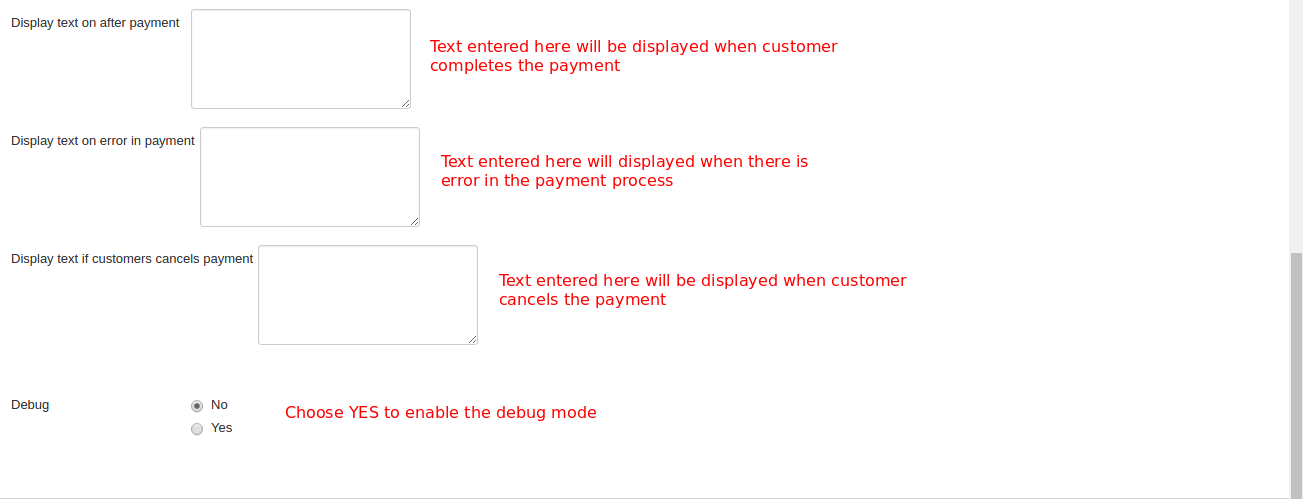 Display text on after payment
Text entered here will be displayed when customer
completes the payment
Display text on error in payment
Text entered here will displayed when there is
error in the payment process
Display text if customers cancels payment
Text entered here will be displayed when customer
cancels the payment
Debug
No
Choose YES to enable the debug mode
Yes